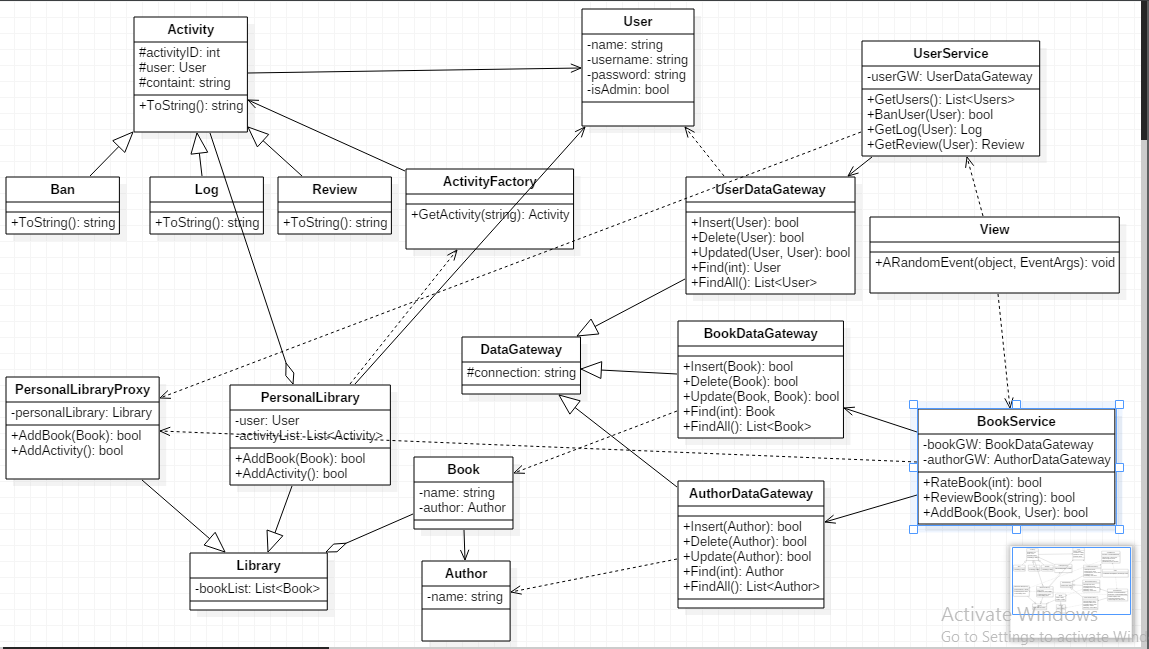 Activity
#activityID: int
#user: User
#containt: string
+ToString(): string
User
-name: string
-username: string
-password: string
-isAdmin: bool
UserService
-userGW: UserDataGateway
+GetUsers(): List<Users>
+BanUser(User): bool
+GetLog(User): Log
+GetReview(User): Review
Ban
+ToString(): string
Log
+ToString(): string
Review
+ToString(): string
ActivityFactory
+GetActivity(string): Activity
UserDataGateway
+Insert(User): bool
+Delete(User): bool
+Updated(User, User): bool
+Find(int): User
+FindAll(): List<User>
View
+ARandomEvent(object, EventArgs): void
DataGateway
#connection: string
BookDataGateway
+Insert(Book): bool
+Delete(Book): bool
+Update(Book, Book): bool
+Find(int): Book
+FindAll(): List<Book>
PersonalLibraryProxy
-personalLibrary: Library
+AddBook(Book): bool
+AddActivity(): bool
PersonalLibrary
-user: User
-activityList: List<Activity>
+AddBook(Book): bool
+AddActivity(): bool
BookService
-bookGW: BookDataGateway
-authorGW: AuthorDataGateway
+RateBook(int): bool
+ReviewBook(string): bool
+AddBook(Book, User): bool
Book
-name: string
-author: Author
AuthorDataGateway
+Insert(Author): bool
+Delete(Author): bool
+Update(Author): bool
+Find(int): Author
+FindAll(): List<Author>
Library
-bookList: List<Book>
Author
-name: string
Activate Windows
Go to Settings to activate Wind